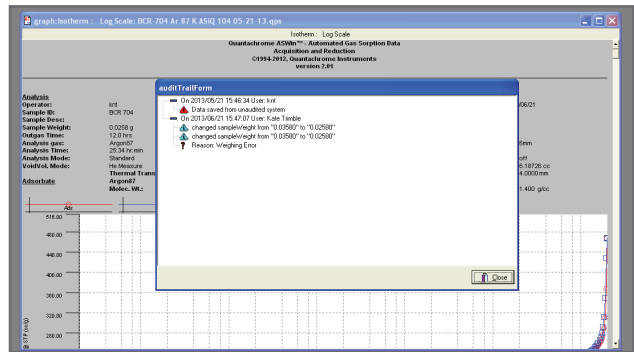 graph:Isotherm : Log Scale: BCR-704 Ar 87 K ASiQ 104 05-21-13.qps
Isotherm : Log Scale
Quantachrome ASWin™ - Automated Gas Sorption Data
Acquisition and Reduction
©1994-2012, Quantachrome Instruments
version 2.01
Analysis
Operator: knt /06/21
Sample ID: BCR 704
Sample Desc:
Sample Weight: 0.0258 g
Outgas Time: 12.0 hrs
Analysis gas: Argon87 6mm
Analysis Time: 25:34 hr:min
Analysis Mode: Standard off
VoidVol. Mode: He Measure 6.18726 cc
Thermal Trans 4.0000 mm
Adsorbate Argon87
Molec. Wt.: 1.400 g/cc
auditTrailForm
On 2013/05/21 15:46:34 User: knt
Data saved from unaudited system
On 2013/06/21 15:47:07 User: Kate Trimble
changed sampleWeight from "0.03580" to "0.02580"
changed sampleWeight from "0.03580" to "0.02580"
Reason: Weighing Error
Close
Ads
516.00
480.00
440.00
400.00
360.00
320.00
280.00
@ STP (cc/g)